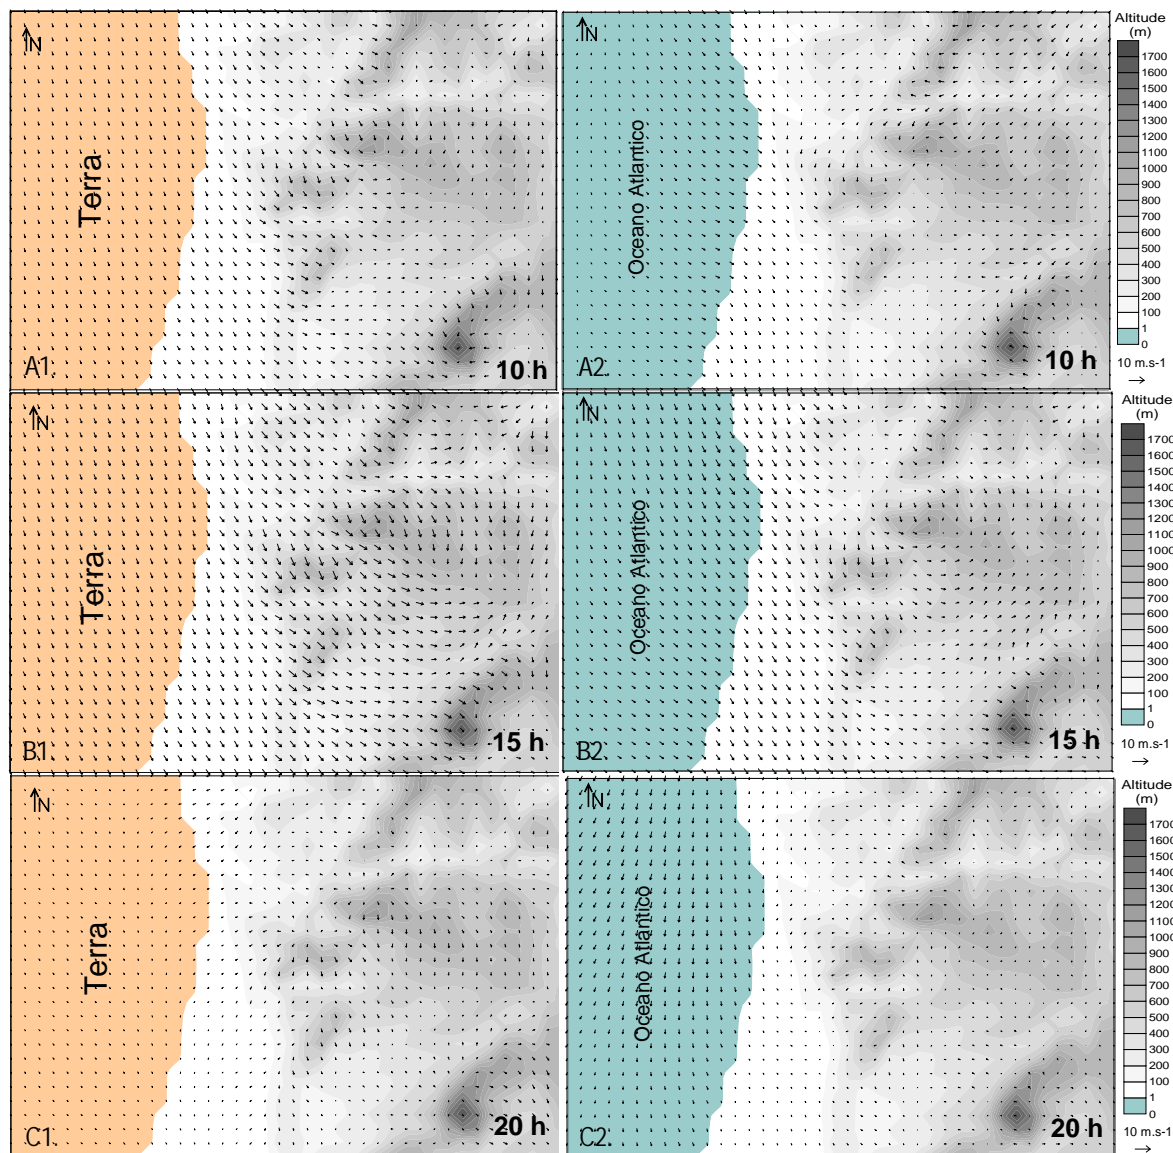 N
Terra
A1.
10 h
N
Oceano Atlantico
A2.
10 h
Altitude
(m)
1700
1600
1500
1400
1300
1200
1100
1000
900
800
700
600
500
400
300
200
100
1
0
10 m.s-1
N
Terra
B1.
15 h
N
Oceano Atlantico
B2.
15 h
Altitude
(m)
1700
1600
1500
1400
1300
1200
1100
1000
900
800
700
600
500
400
300
200
100
1
0
10 m.s-1
N
Terra
C1.
20 h
N
Oceano Atlantico
C2.
20 h
Altitude
(m)
1700
1600
1500
1400
1300
1200
1100
1000
900
800
700
600
500
400
300
200
100
1
0
10 m.s-1